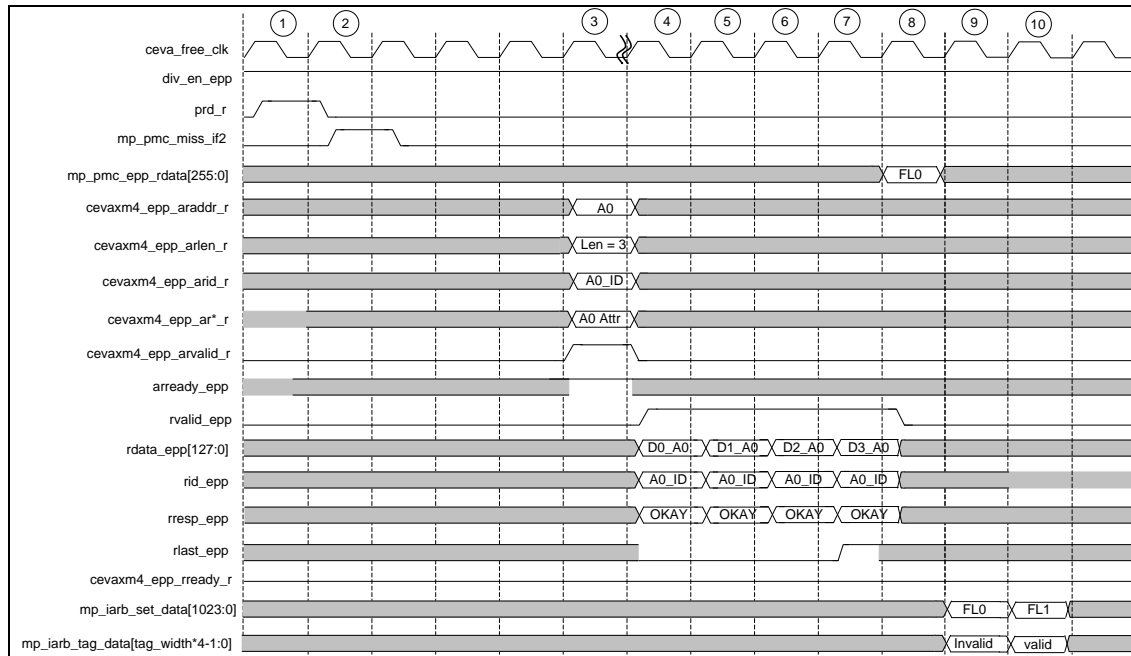 1 2 3 4 5 6 7 8 9 10
ceva_free_clk
div_en_epp
prd_r
mp_pmc_miss_if2
mp_pmc_epp_rdata[255:0] FL0
cevaxm4_epp_araddr_r A0
cevaxm4_epp_arlen_r Len = 3
cevaxm4_epp_arid_r A0_ID
cevaxm4_epp_ar*_r A0 Attr
cevaxm4_epp_arvalid_r
arready_epp
rvalid_epp
rdata_epp[127:0] D0_A0 D1_A0 D2_A0 D3_A0
rid_epp A0_ID A0_ID A0_ID A0_ID
rresp_epp OKAY OKAY OKAY OKAY
rlast_epp
cevaxm4_epp_rready_r
mp_iarb_set_data[1023:0] FL0 FL1
mp_iarb_tag_data[tag_width*4-1:0] Invalid valid